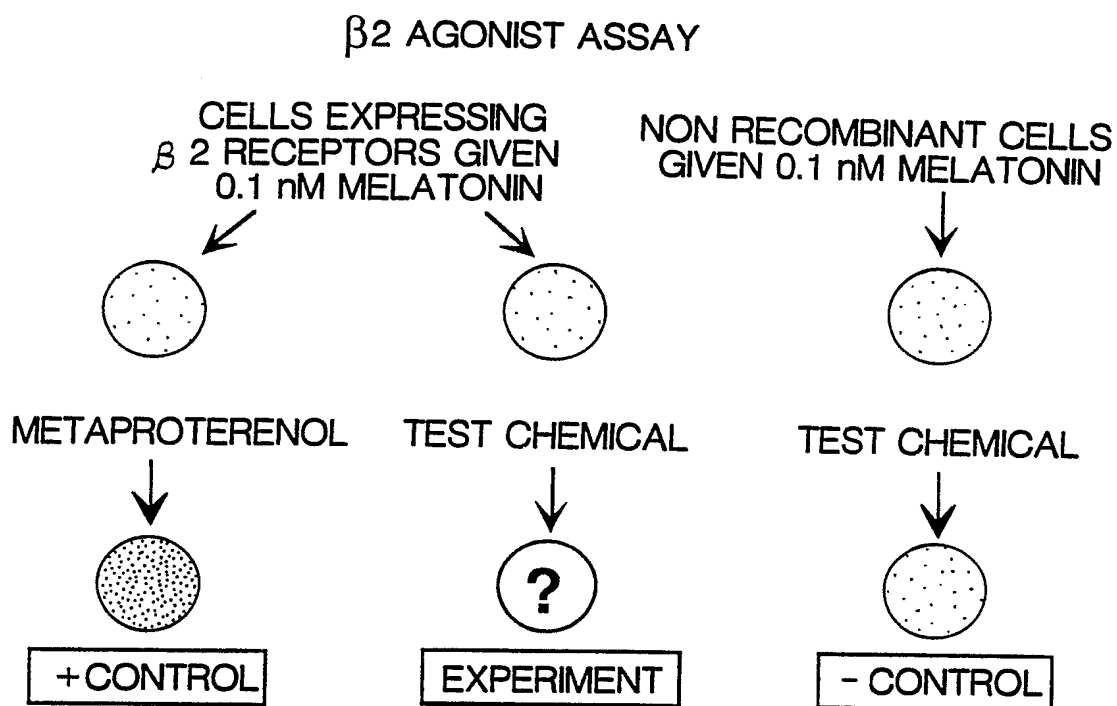 β2 AGONIST ASSAY
CELLS EXPRESSING
β 2 RECEPTORS GIVEN
0.1 nM MELATONIN
NON RECOMBINANT CELLS
GIVEN 0.1 nM MELATONIN
METAPROTERENOL
TEST CHEMICAL
TEST CHEMICAL
?
+CONTROL
EXPERIMENT
- CONTROL